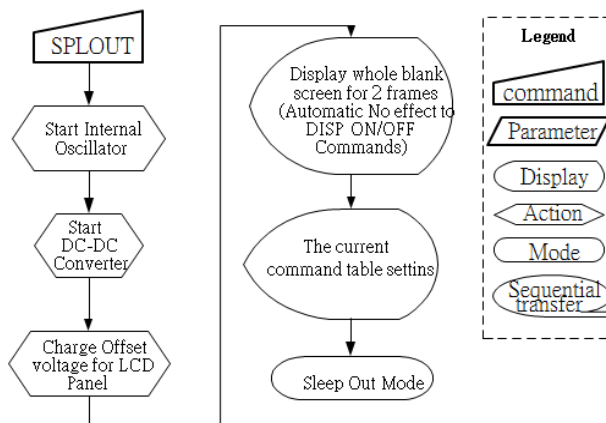 SPLOUT
Start Internal
Oscillator
Start
DC-DC
Converter
Charge Offset
voltage for LCD
Panel
Display whole blank
screen for 2 frames
(Automatic No effect to
DISP ON/OFF
Commands)
The current
command table settins
Sleep Out Mode
Legend
command
Parameter
Display
Action
Mode
Sequential
transfer